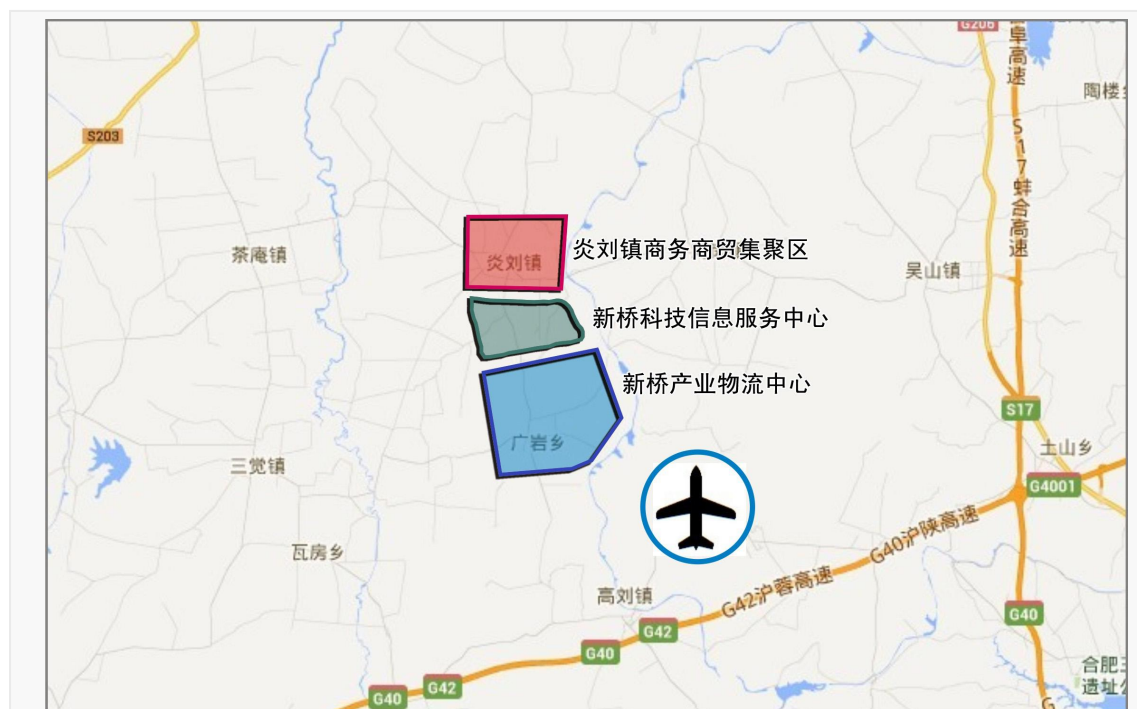 G206
阜高速
陶楼
S203
S17蚌合高速
炎刘镇商务商贸集聚区
茶庵镇
炎刘镇
吴山镇
新桥科技信息服务中心
新桥产业物流中心
S17
广岩乡
土山乡
三觉镇
G4001
G40沪陕高速
瓦房乡
G42沪蓉高速
高刘镇
G40
G42
G40
合肥
遗址
G42
G40
G